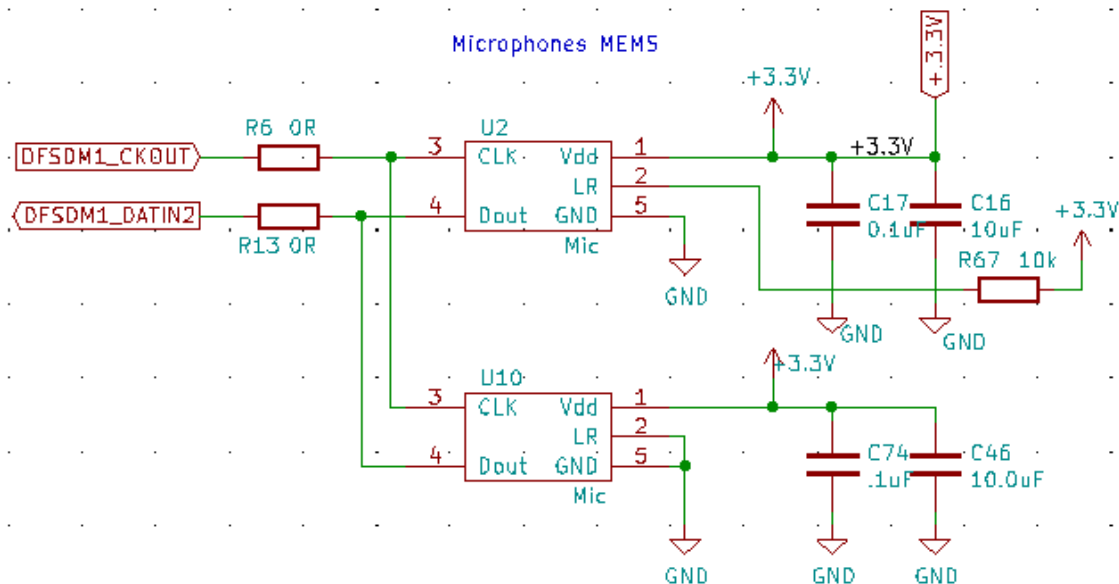 Microphones MEMS
+3.3V
+3.3V
R6 0R
U2
DFSDM1_CKOUT
3
CLK
Vdd
1
+3.3V
LR
2
DFSDM1_DATIN2
4
Dout
GND
5
C17
0.1uF
C16
10uF
+3.3V
R13 0R
Mic
R67 10k
GND
GND
GND
+3.3V
U10
3
CLK
Vdd
1
LR
2
4
Dout
GND
5
C74
.1uF
C46
10.0uF
Mic
GND
GND
GND